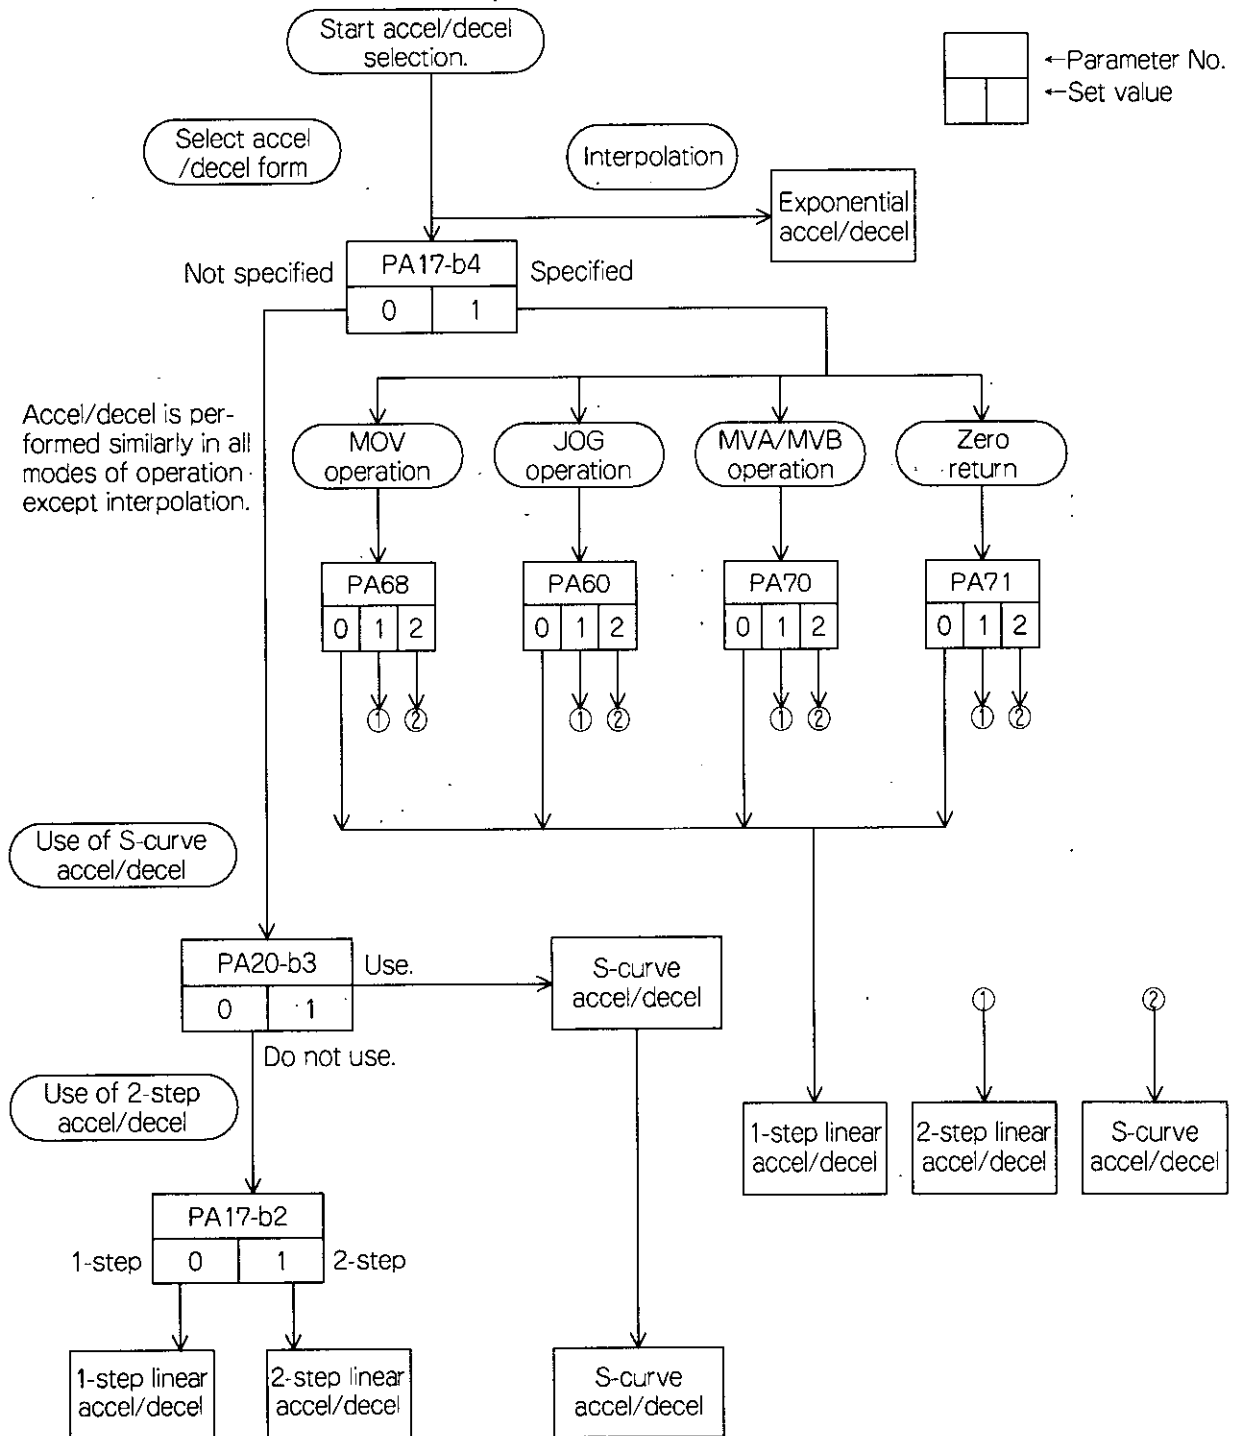 Start accel/decel
selection.
←Parameter No.
←Set value
Select accel
/decel form
Interpolation
Exponential
accel/decel
Not specified
PA17-b4
Specified
0 1
Accel/decel is per-
formed similarly in all
modes of operation
except interpolation.
MOV
operation
JOG
operation
MVA/MVB
operation
Zero
return
PA68
0 1 2
PA60
0 1 2
PA70
0 1 2
PA71
0 1 2
① ②
① ②
① ②
① ②
Use of S-curve
accel/decel
PA20-b3
Use.
0 1
S-curve
accel/decel
Do not use.
①
②
Use of 2-step
accel/decel
1-step linear
accel/decel
2-step linear
accel/decel
S-curve
accel/decel
PA17-b2
1-step
0 1
2-step
1-step linear
accel/decel
2-step linear
accel/decel
S-curve
accel/decel